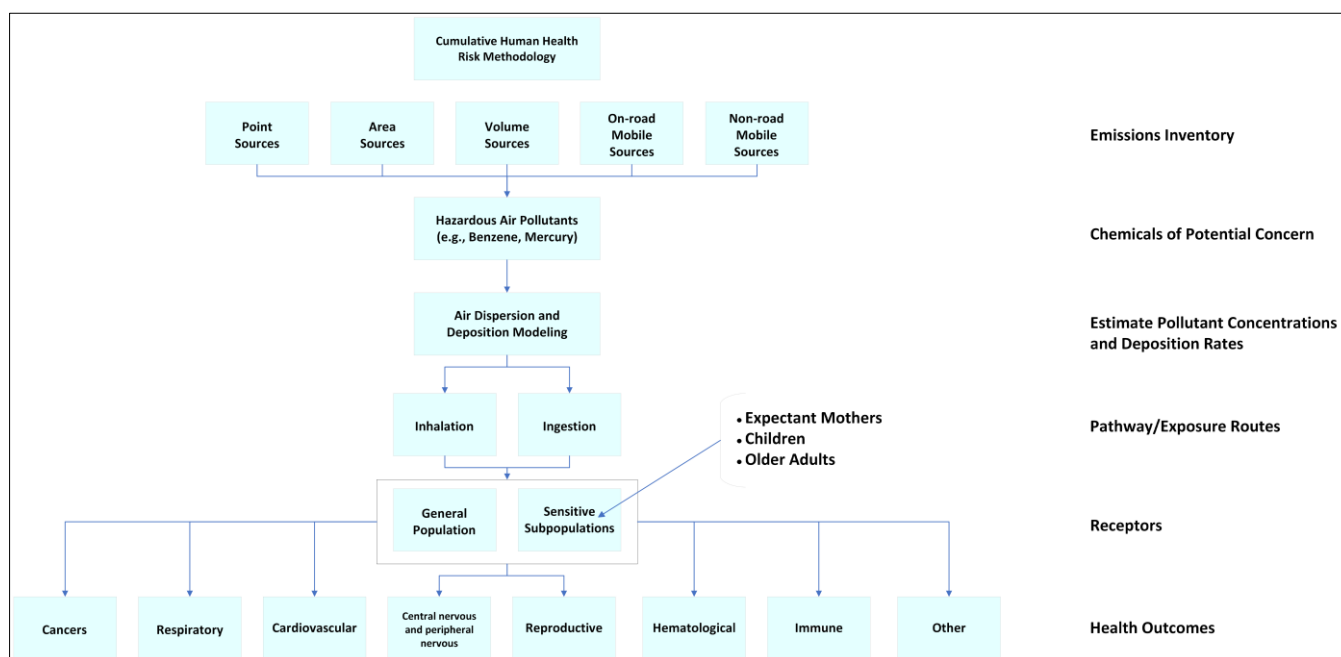 Cumulative Human Health
Risk Methodology
Point
Sources
Area
Sources
Volume
Sources
On-road
Mobile
Sources
Non-road
Mobile
Sources
Emissions Inventory
Hazardous Air Pollutants
(e.g., Benzene, Mercury)
Chemicals of Potential Concern
Air Dispersion and
Deposition Modeling
Estimate Pollutant Concentrations
and Deposition Rates
Inhalation
Ingestion
• Expectant Mothers
• Children
• Older Adults
Pathway/Exposure Routes
General
Population
Sensitive
Subpopulations
Receptors
Cancers
Respiratory
Cardiovascular
Central nervous
and peripheral
nervous
Reproductive
Hematological
Immune
Other
Health Outcomes